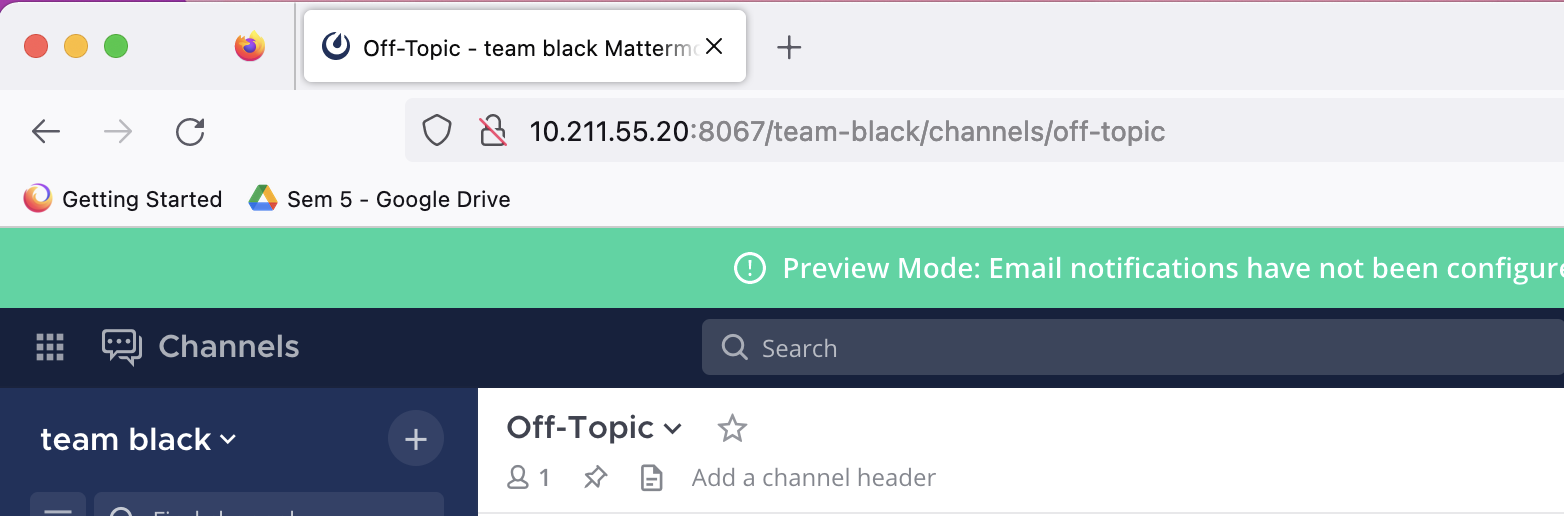 Off-Topic - team black Matterm
10.211.55.20:8067/team-black/channels/off-topic
Getting Started
Sem 5 - Google Drive
Preview Mode: Email notifications have not been configure
Channels
Search
team black
Off-Topic
1
Add a channel header